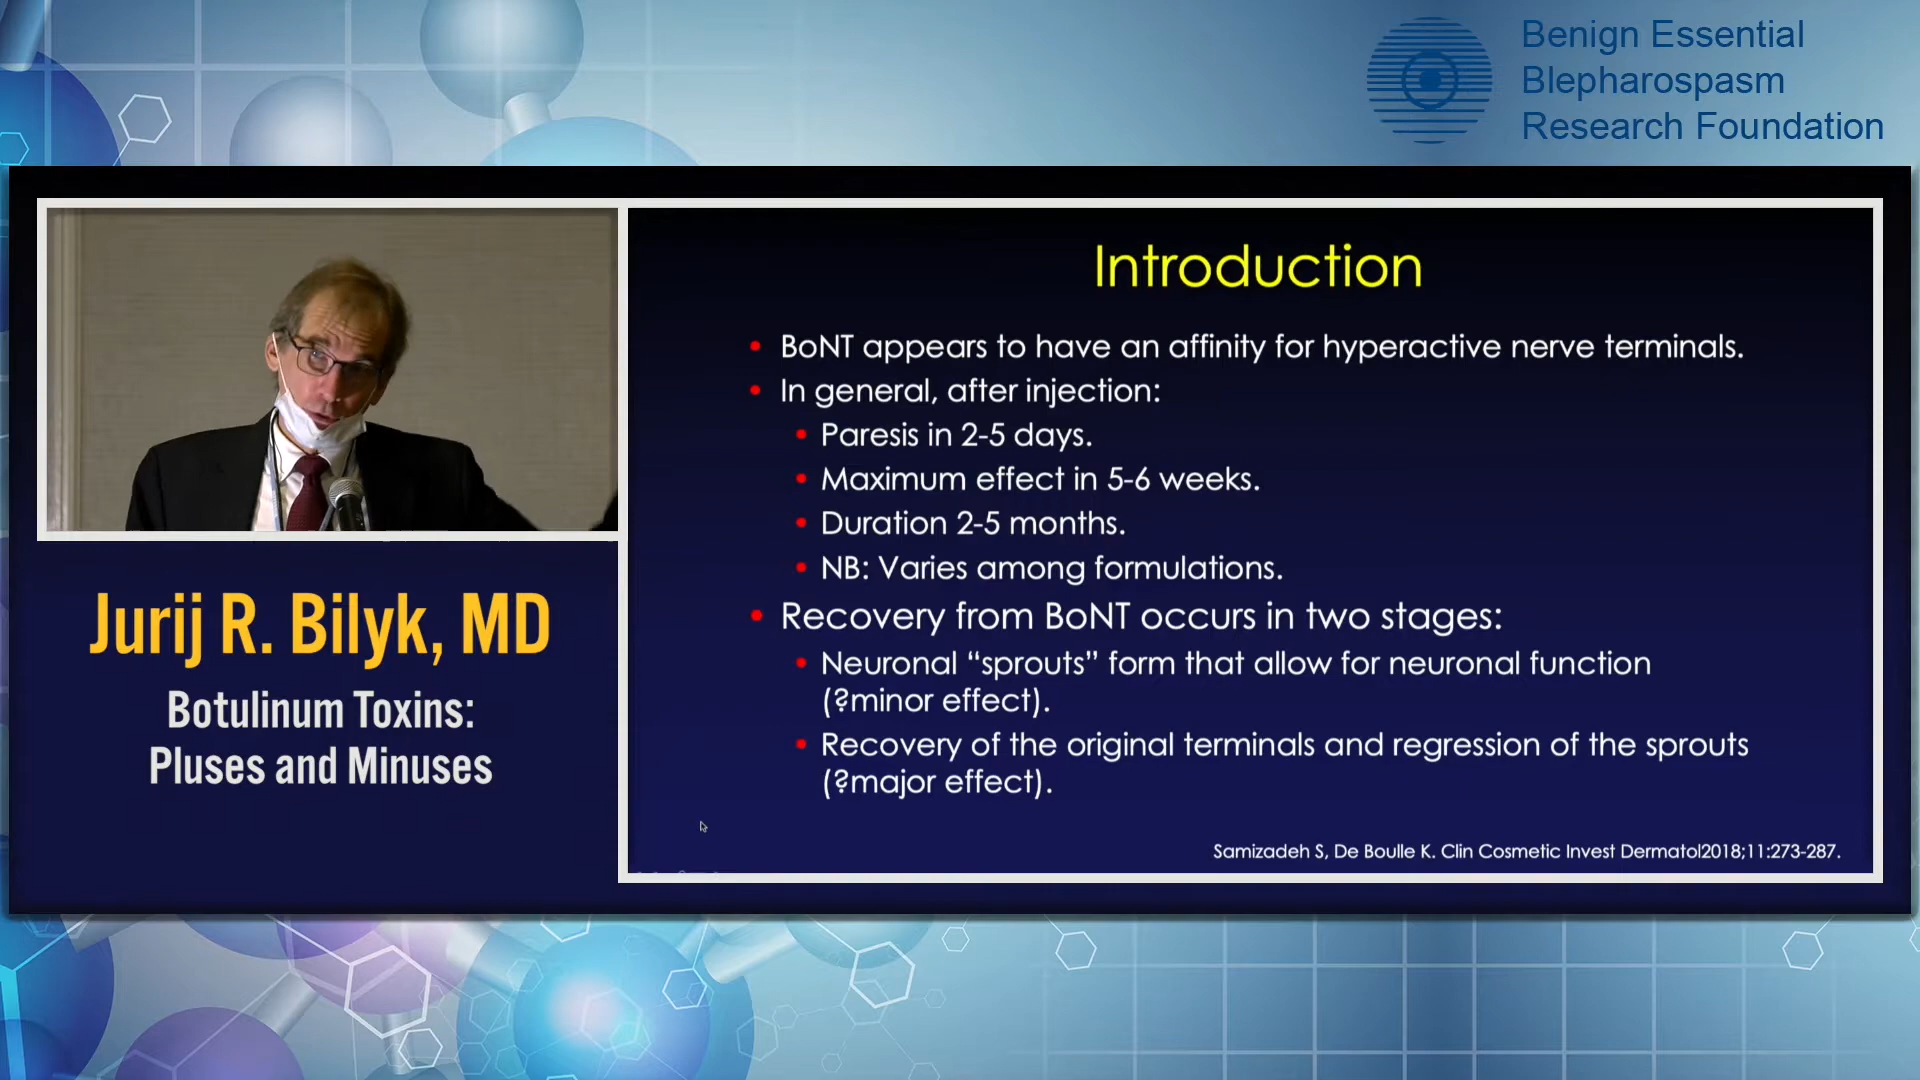 Benign Essential
Blepharospasm
Research Foundation
Jurij R. Bilyk, MD
Botulinum Toxins:
Pluses and Minuses
Introduction
• BoNT appears to have an affinity for hyperactive nerve terminals.
• In general, after injection:
• Paresis in 2-5 days.
• Maximum effect in 5-6 weeks.
• Duration 2-5 months.
• NB: Varies among formulations.
• Recovery from BoNT occurs in two stages:
• Neuronal “sprouts” form that allow for neuronal function
(?minor effect).
• Recovery of the original terminals and regression of the sprouts
(?major effect).
Samizadeh S, De Boulle K. Clin Cosmetic Invest Dermatol2018;11:273-287.